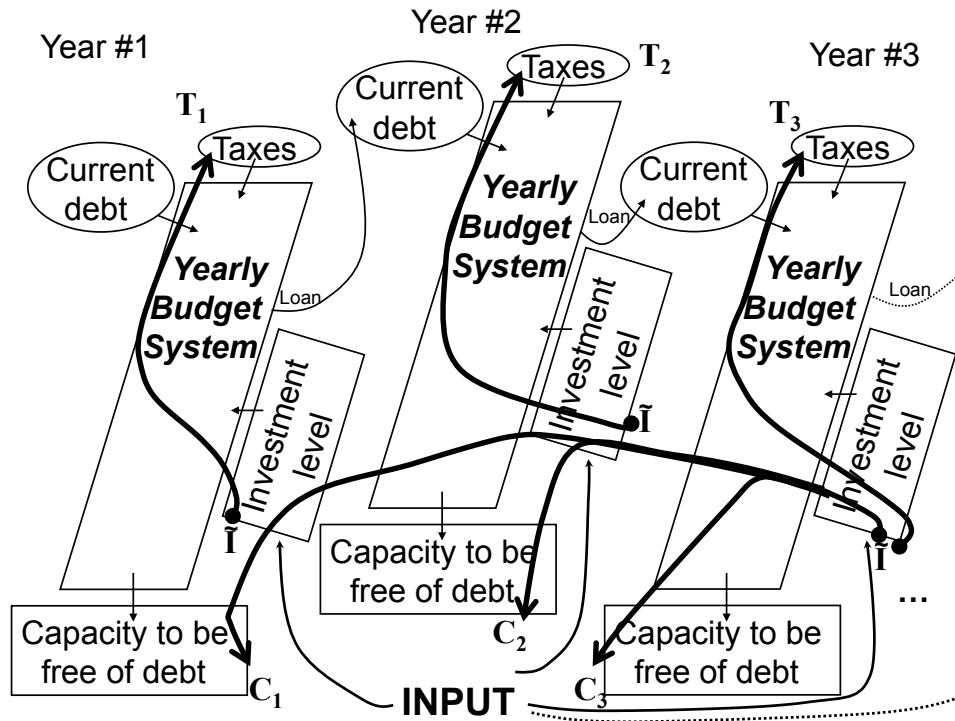 Year #1
Year #2
Year #3
T1
Taxes
Current
debt
Yearly
Budget
System
Loan
Investment
level
Ĩ
Capacity to be
free of debt
C1
T2
Taxes
Current
debt
Yearly
Budget
System
Loan
Investment
level
Ĩ
Capacity to be
free of debt
C2
T3
Taxes
Current
debt
Yearly
Budget
System
Loan
Investment
level
Ĩ
...
Capacity to be
free of debt
C3
INPUT